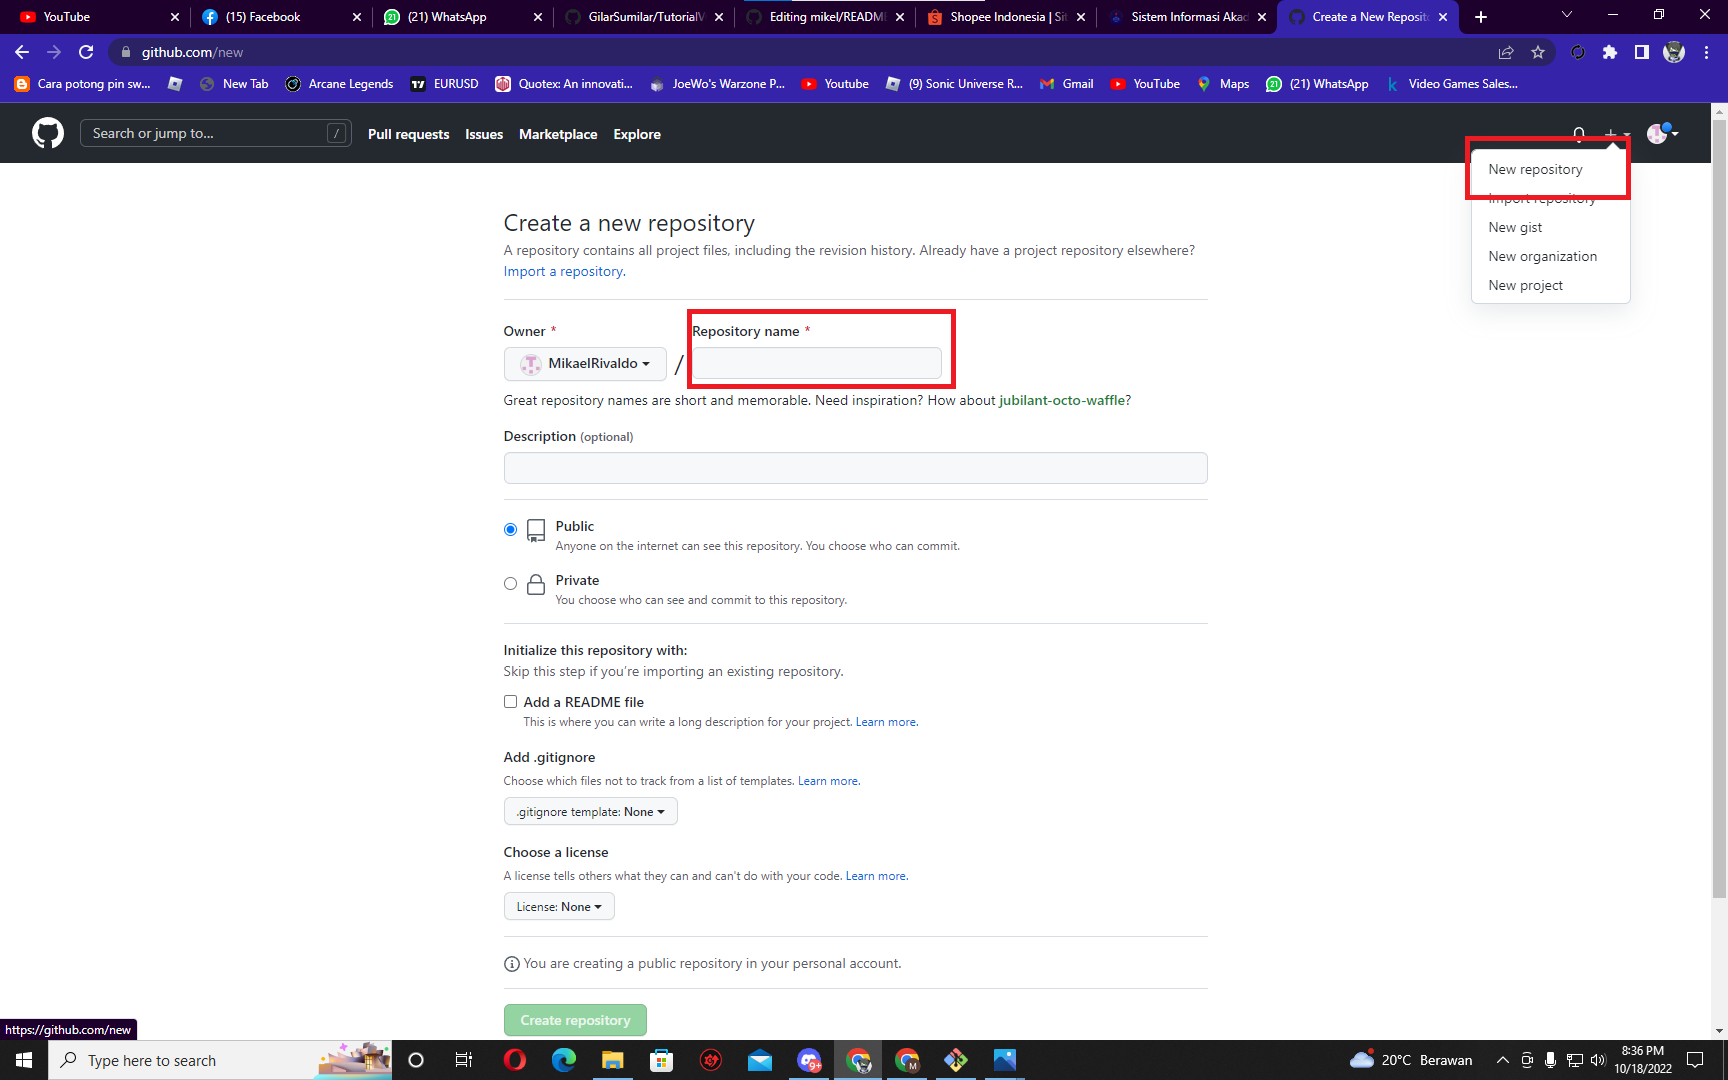 YouTube
(15) Facebook
(21) WhatsApp
GilarSumilar/TutorialV
Editing mikel/README
Shopee Indonesia | Sit
Sistem Informasi Akad
Create a New Reposit
github.com/new
Cara potong pin sw...
New Tab
Arcane Legends
EURUSD
Quotex: An innovati...
JoeWo's Warzone P...
Youtube
(9) Sonic Universe R...
Gmail
YouTube
Maps
(21) WhatsApp
Video Games Sales...
Search or jump to...
/
Pull requests
Issues
Marketplace
Explore
New repository
Import repository
New gist
New organization
New project
Create a new repository
A repository contains all project files, including the revision history. Already have a project repository elsewhere?
Import a repository.
Owner *
Repository name *
MikaelRivaldo
/
Great repository names are short and memorable. Need inspiration? How about jubilant-octo-waffle?
Description (optional)
Public
Anyone on the internet can see this repository. You choose who can commit.
Private
You choose who can see and commit to this repository.
Initialize this repository with:
Skip this step if you're importing an existing repository.
Add a README file
This is where you can write a long description for your project. Learn more.
Add .gitignore
Choose which files not to track from a list of templates. Learn more.
.gitignore template: None
Choose a license
A license tells others what they can and can't do with your code. Learn more.
License: None
You are creating a public repository in your personal account.
Create repository
https://github.com/new
Type here to search
9+
M
20°C Berawan
8:36 PM
10/18/2022